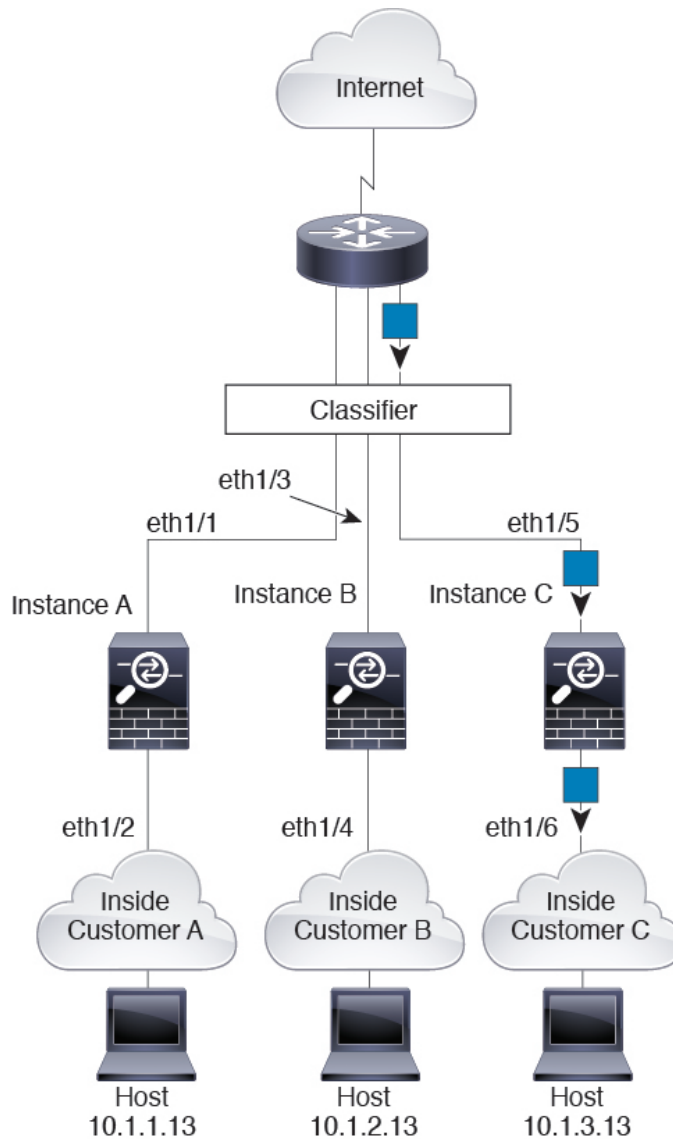 Internet
Classifier
eth1/3
eth1/1
eth1/5
Instance A
Instance B
Instance C
eth1/2
eth1/4
eth1/6
Inside
Customer A
Inside
Customer B
Inside
Customer C
Host
10.1.1.13
Host
10.1.2.13
Host
10.1.3.13